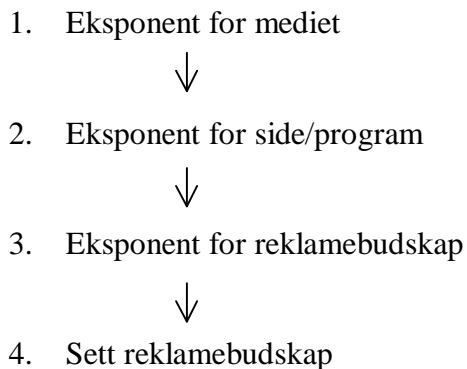 1. Eksponent for mediet
2. Eksponent for side/program
3. Eksponent for reklamebudskap
4. Sett reklamebudskap